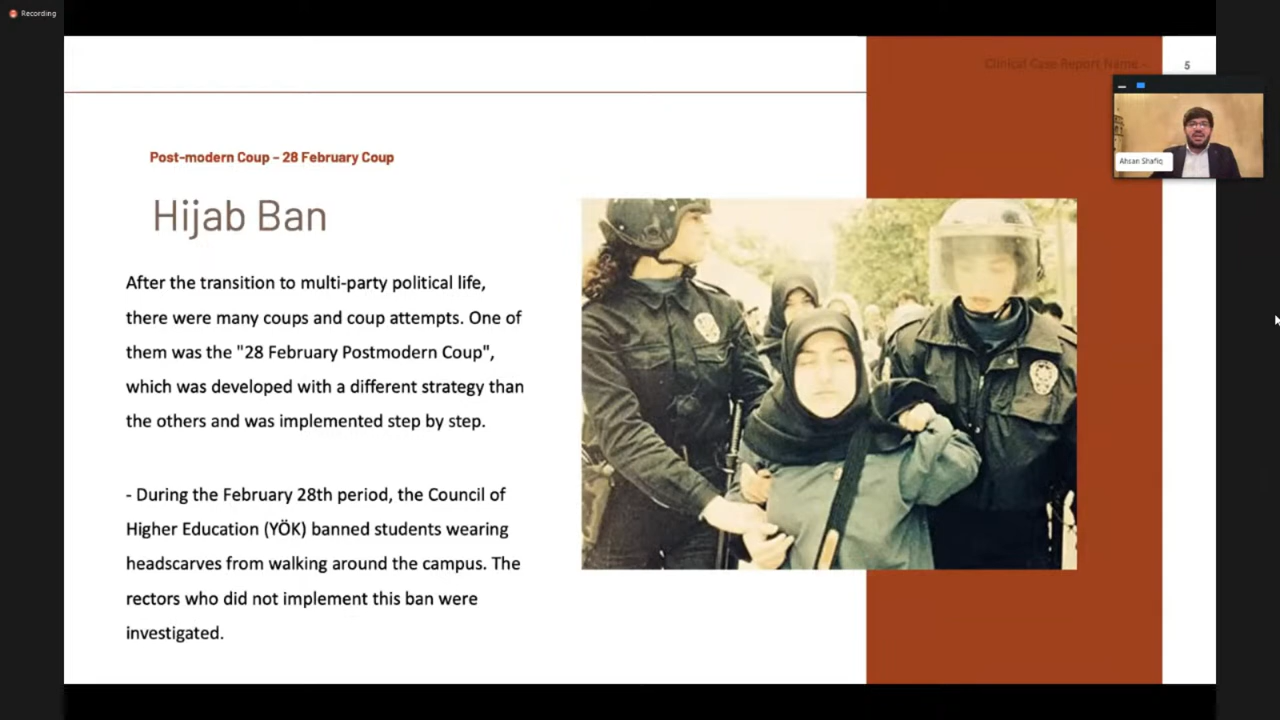 Recording
Clinical Case Report Name -
5
Post-modern Coup – 28 February Coup
Ahsan Shafiq
Hijab Ban
After the transition to multi-party political life,
there were many coups and coup attempts. One of
them was the "28 February Postmodern Coup",
which was developed with a different strategy than
the others and was implemented step by step.
- During the February 28th period, the Council of
Higher Education (YÖK) banned students wearing
headscarves from walking around the campus. The
rectors who did not implement this ban were
investigated.